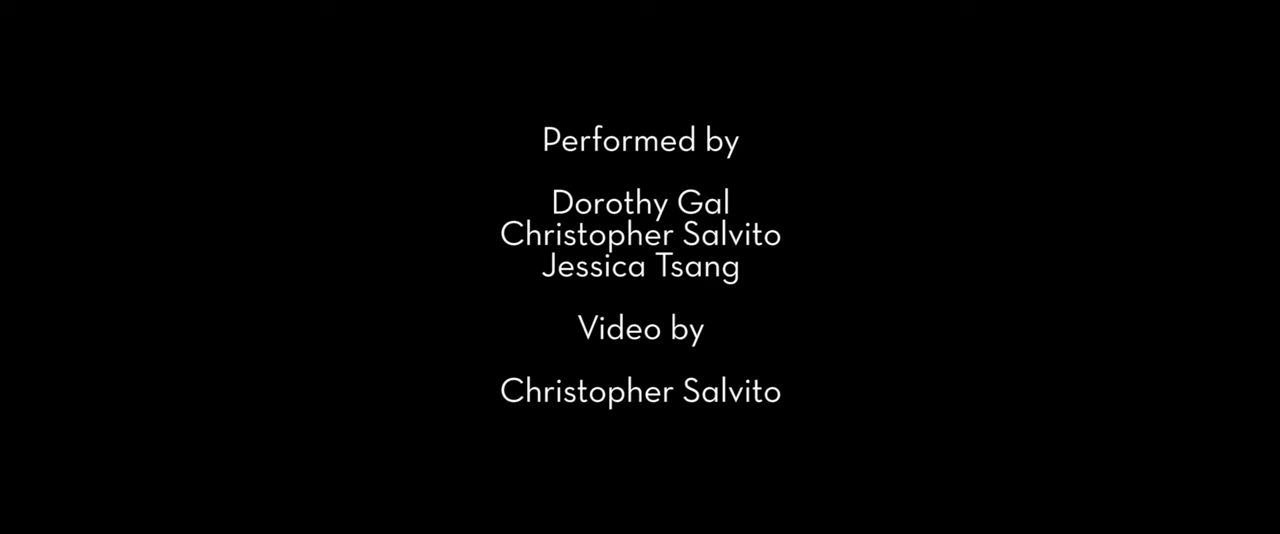 Performed by
Dorothy Gal
Christopher Salvito
Jessica Tsang
Video by
Christopher Salvito